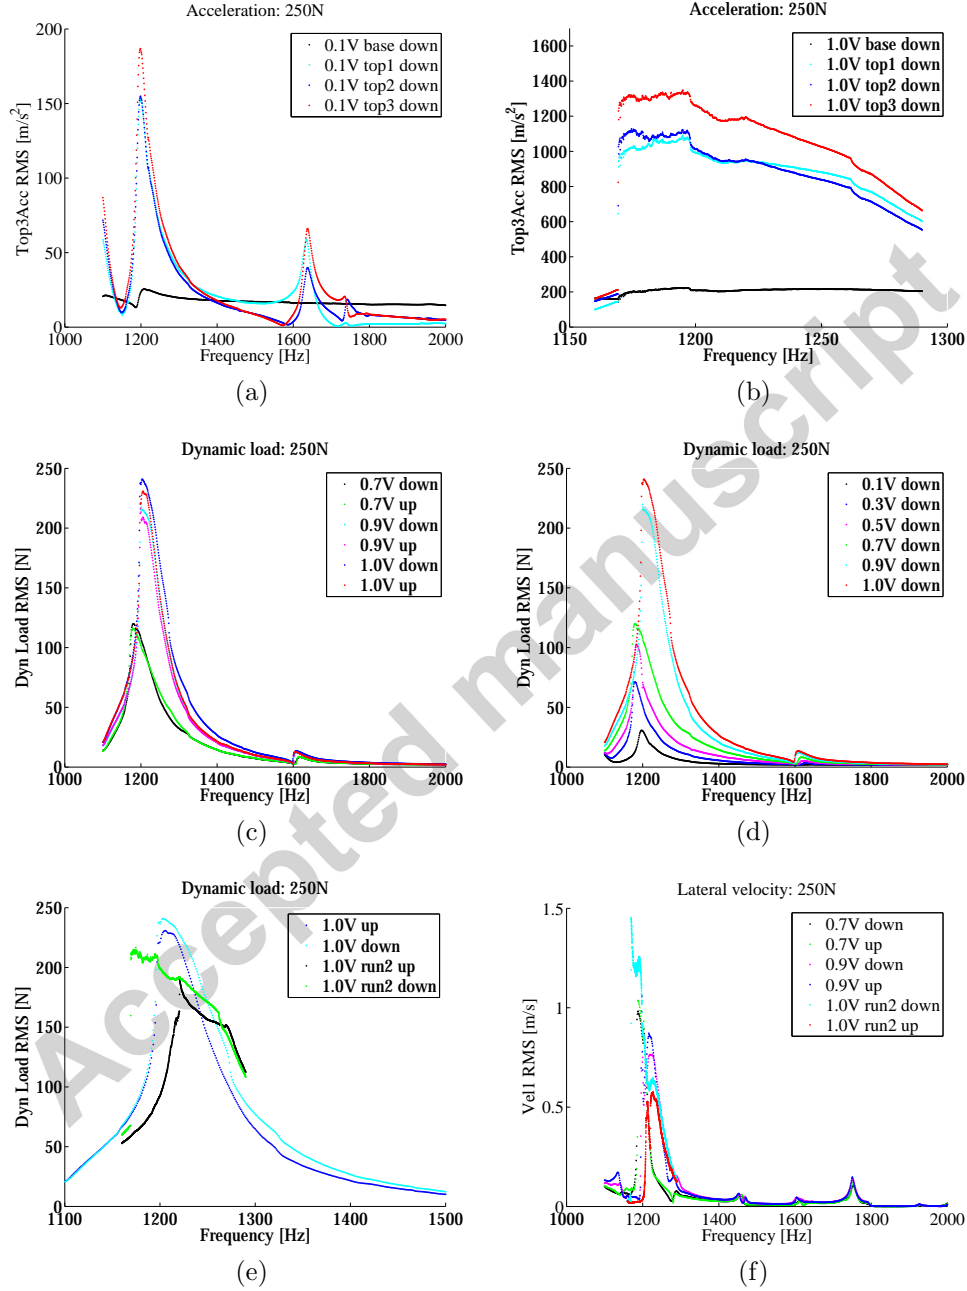 Acceleration: 250N
200
150
100
50
0
1000 1200 1400 1600 1800 2000
Top3Acc RMS [m/s²]
Frequency [Hz]
0.1V base down
0.1V top1 down
0.1V top2 down
0.1V top3 down
(a)
Acceleration: 250N
1600
1400
1200
1000
800
600
400
200
0
1150 1200 1250 1300
Top3Acc RMS [m/s²]
Frequency [Hz]
1.0V base down
1.0V top1 down
1.0V top2 down
1.0V top3 down
(b)
Dynamic load: 250N
250
200
150
100
50
0
1000 1200 1400 1600 1800 2000
Dyn Load RMS [N]
Frequency [Hz]
0.7V down
0.7V up
0.9V down
0.9V up
1.0V down
1.0V up
(c)
Dynamic load: 250N
250
200
150
100
50
0
1000 1200 1400 1600 1800 2000
Dyn Load RMS [N]
Frequency [Hz]
0.1V down
0.3V down
0.5V down
0.7V down
0.9V down
1.0V down
(d)
Dynamic load: 250N
250
200
150
100
50
0
1100 1200 1300 1400 1500
Dyn Load RMS [N]
Frequency [Hz]
1.0V up
1.0V down
1.0V run2 up
1.0V run2 down
(e)
Lateral velocity: 250N
1.5
1
0.5
0
1000 1200 1400 1600 1800 2000
Vel1 RMS [m/s]
Frequency [Hz]
0.7V down
0.7V up
0.9V down
0.9V up
1.0V run2 down
1.0V run2 up
(f)
Accepted manuscript